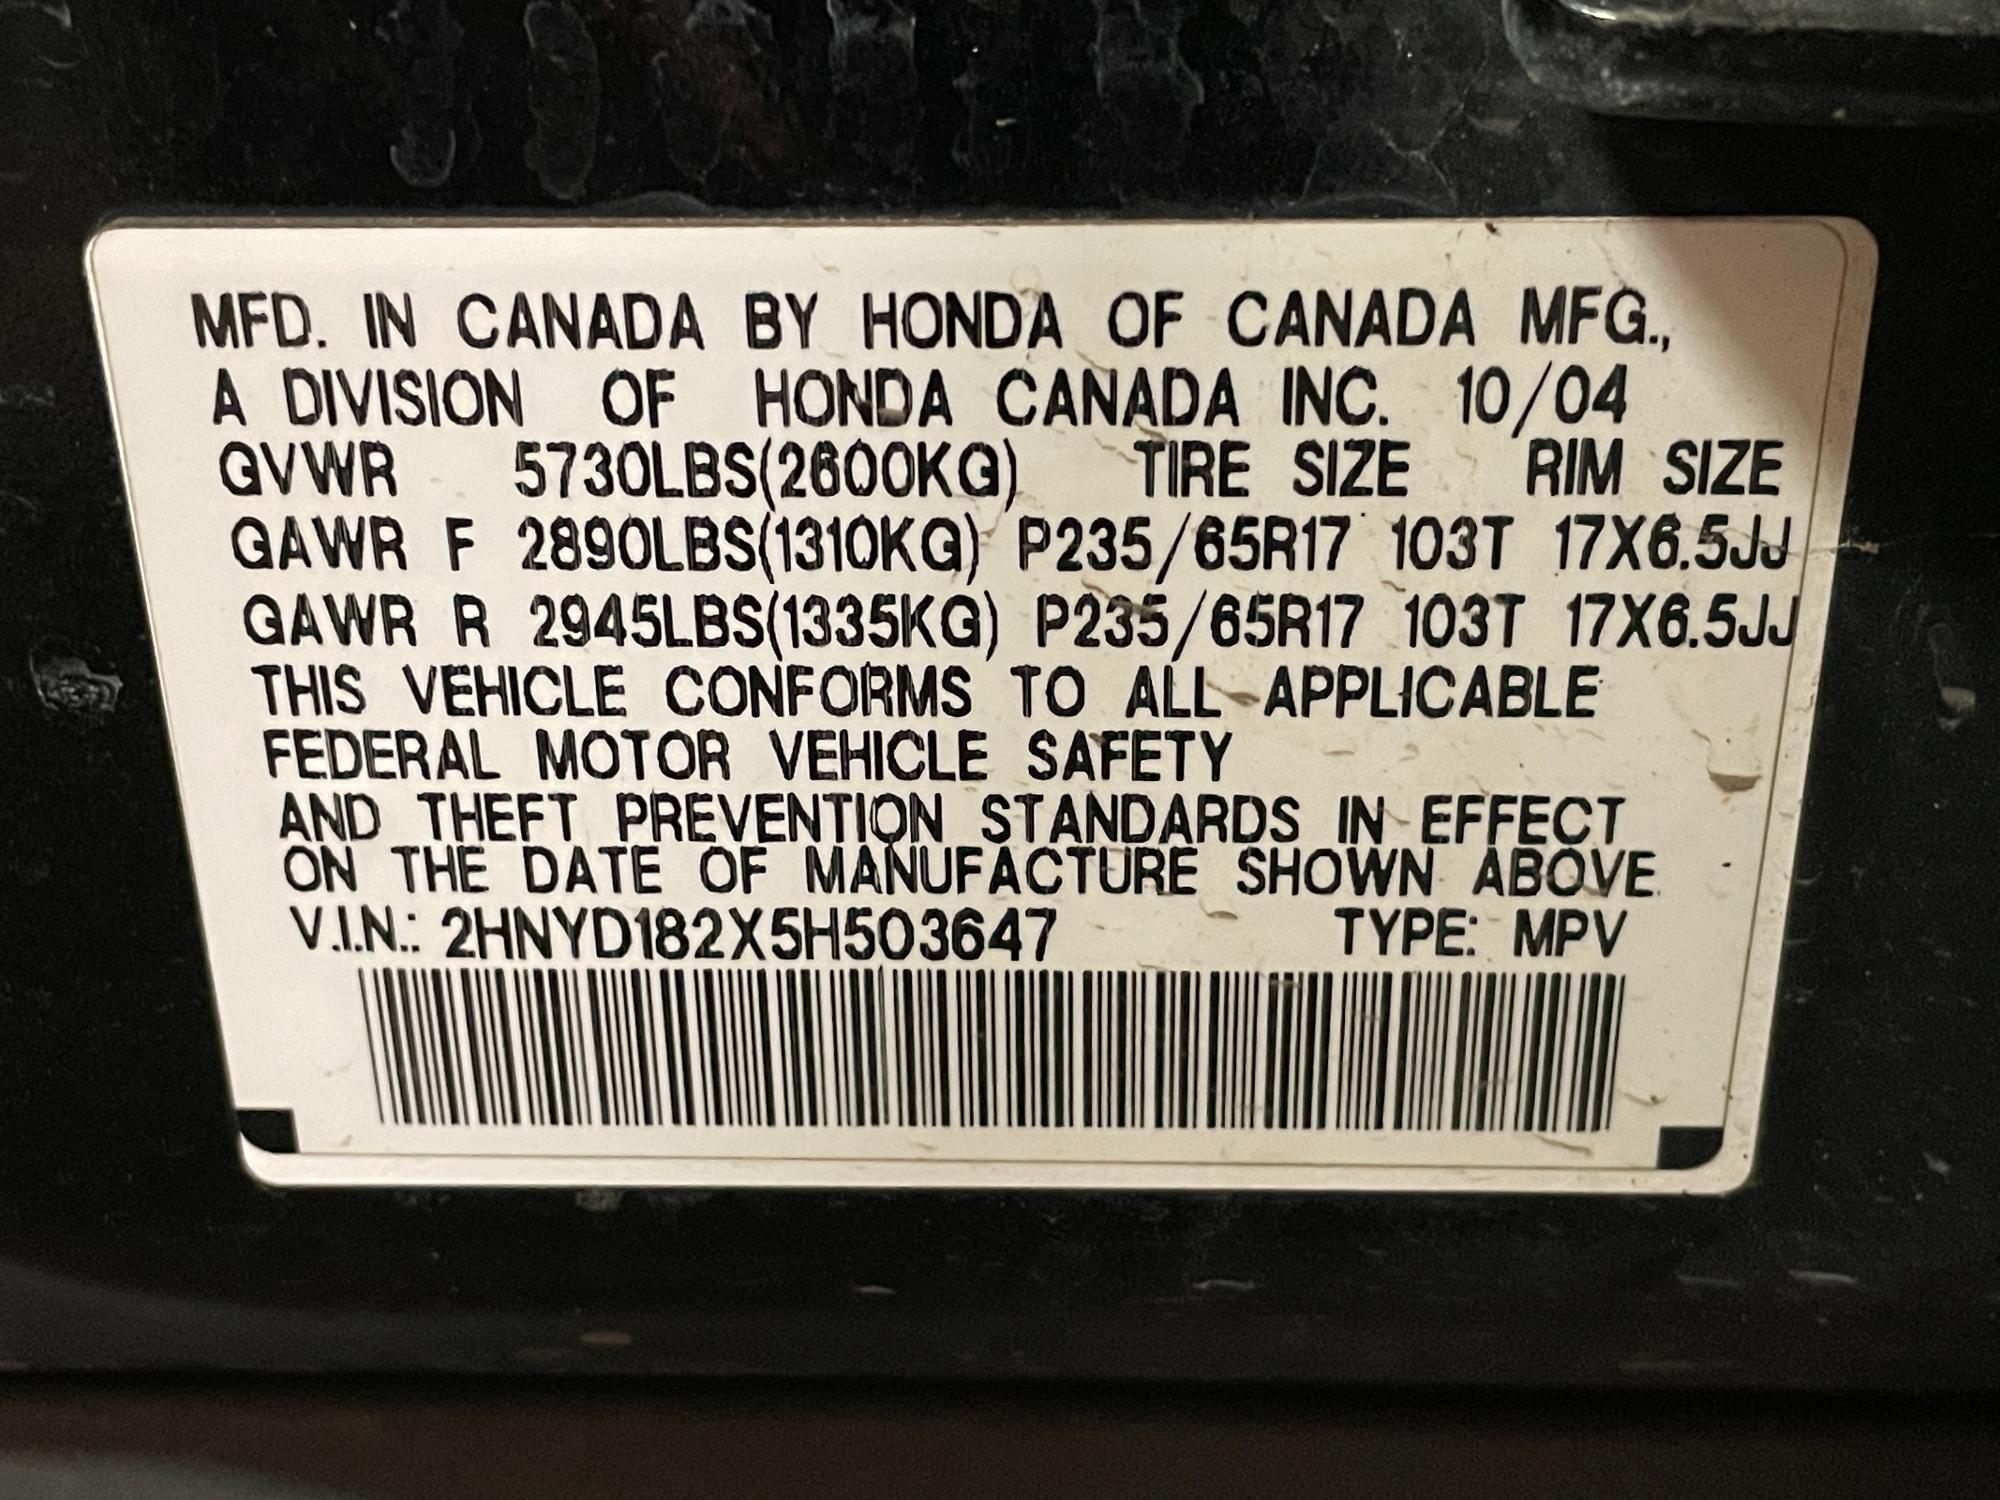 MFD. IN CANADA BY HONDA OF CANADA MFG.,
A DIVISION OF HONDA CANADA INC. 10/04
GVWR 5730LBS(2600KG) TIRE SIZE RIM SIZE
GAWR F 2890LBS(1310KG) P235/65R17 103T 17X6.5JJ
GAWR R 2945LBS(1335KG) P235/65R17 103T 17X6.5JJ
THIS VEHICLE CONFORMS TO ALL APPLICABLE
FEDERAL MOTOR VEHICLE SAFETY
AND THEFT PREVENTION STANDARDS IN EFFECT
ON THE DATE OF MANUFACTURE SHOWN ABOVE.
V.I.N.: 2HNYD182X5H503647 TYPE: MPV